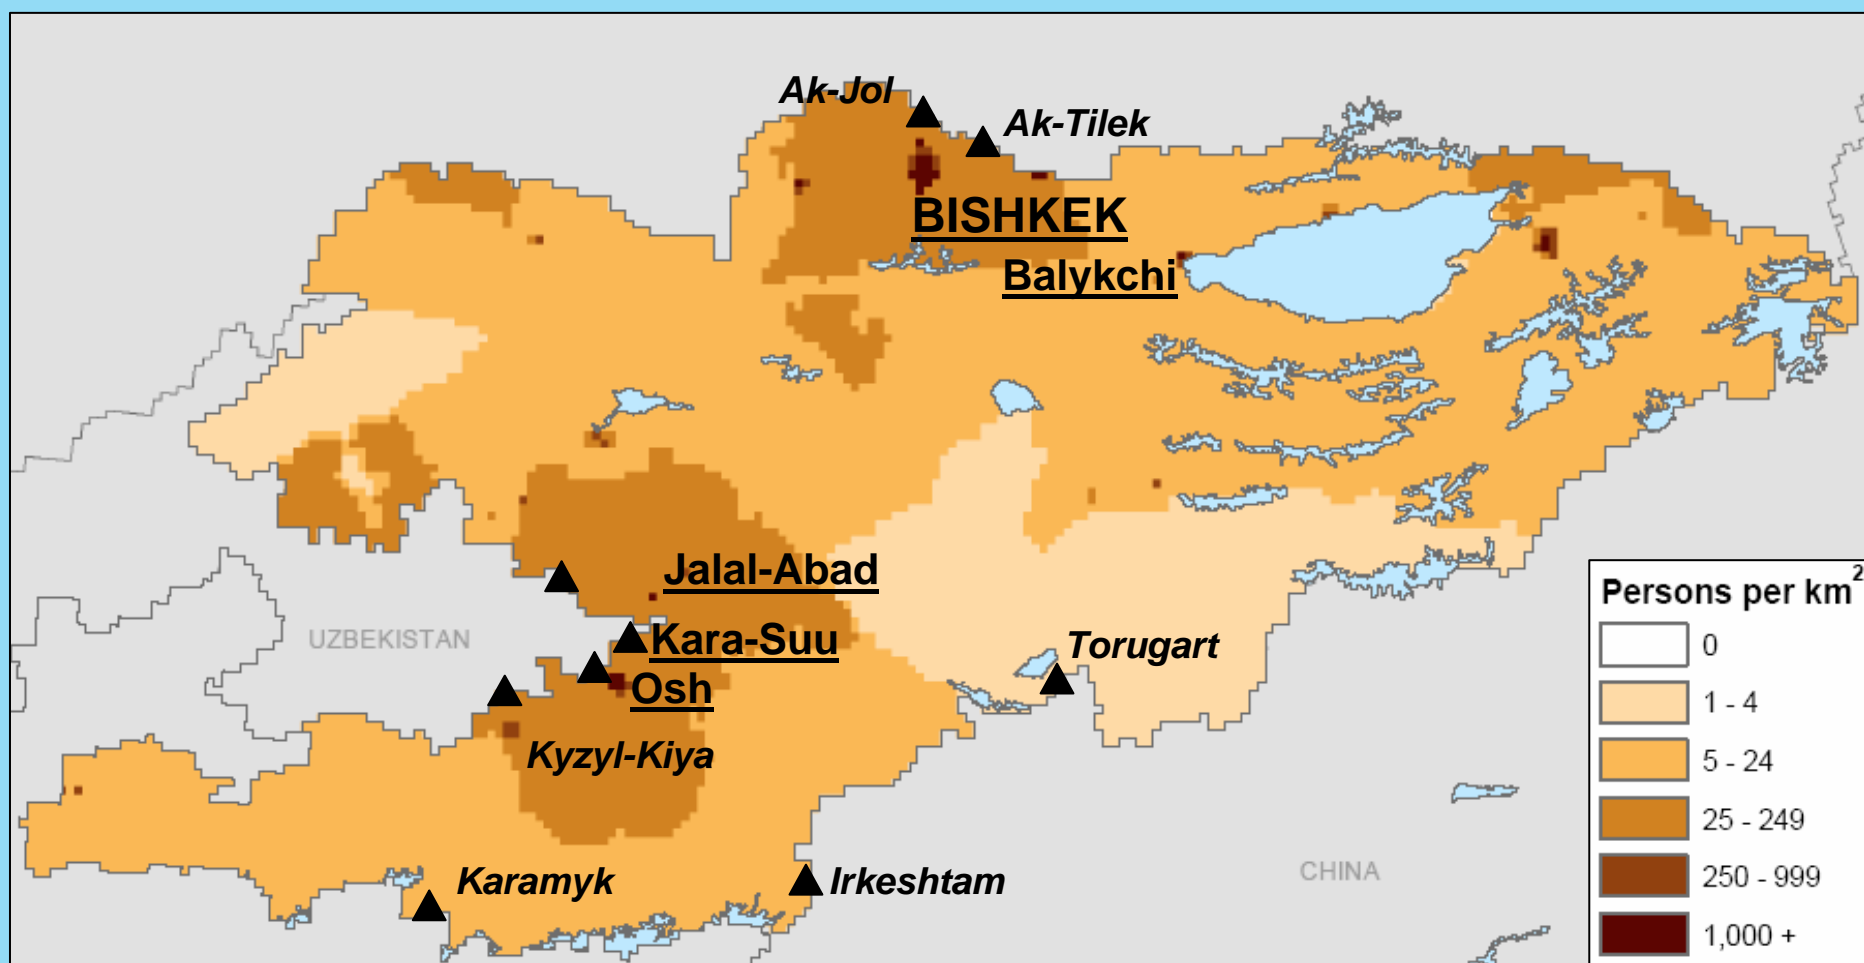 Ak-Jol
Ak-Tilek
BISHKEK
Balykchi
Jalal-Abad
UZBEKISTAN
Kara-Suu
Torugart
Osh
Kyzyl-Kiya
Karamyk
Irkeshtam
CHINA
Persons per km²
0
1 - 4
5 - 24
25 - 249
250 - 999
1,000 +